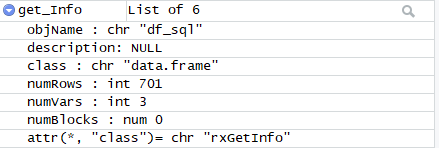 get_Info List of 6
objName : chr "df_sql"
description: NULL
class : chr "data.frame"
numRows : int 701
numVars : int 3
numBlocks : num 0
attr(*, "class")= chr "rxGetInfo"